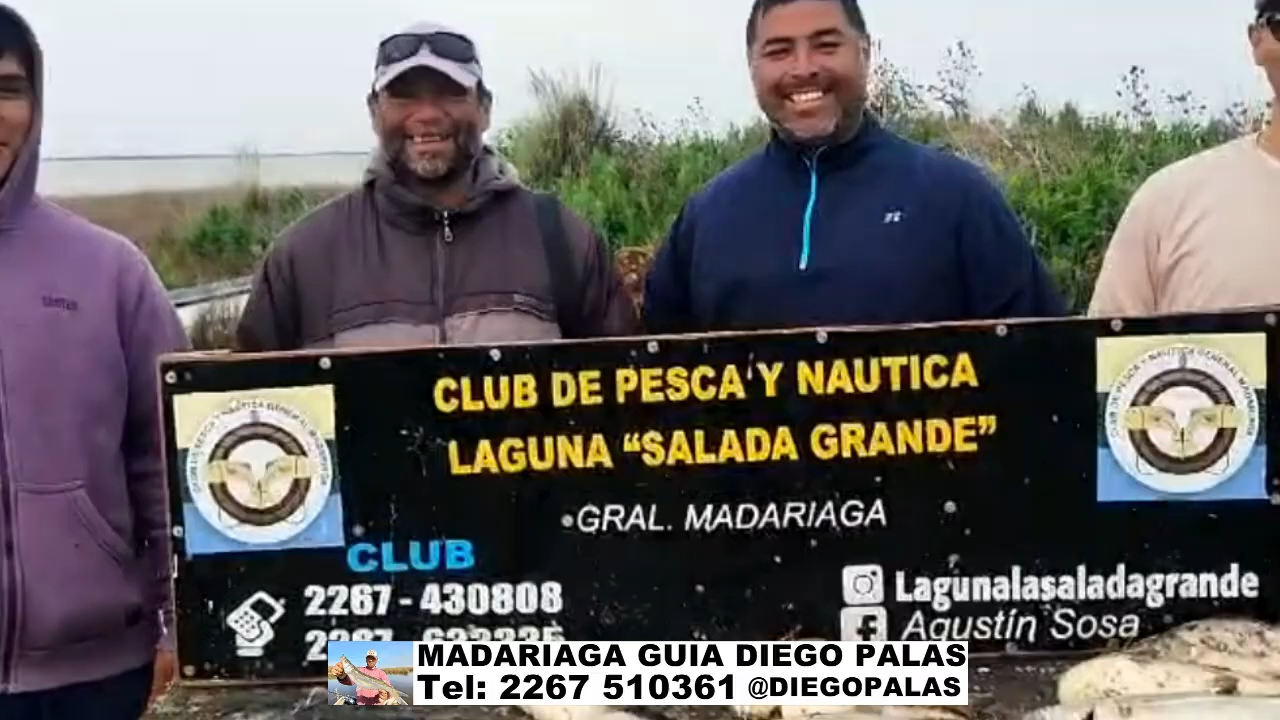 CLUB DE PESCA Y NAUTICA
LAGUNA “SALADA GRANDE”
GRAL. MADARIAGA
CLUB
2267 - 430808
Lagunalasaladagrande
Agustín Sosa
MADARIAGA GUIA DIEGO PALAS
Tel: 2267 510361 @DIEGOPALAS